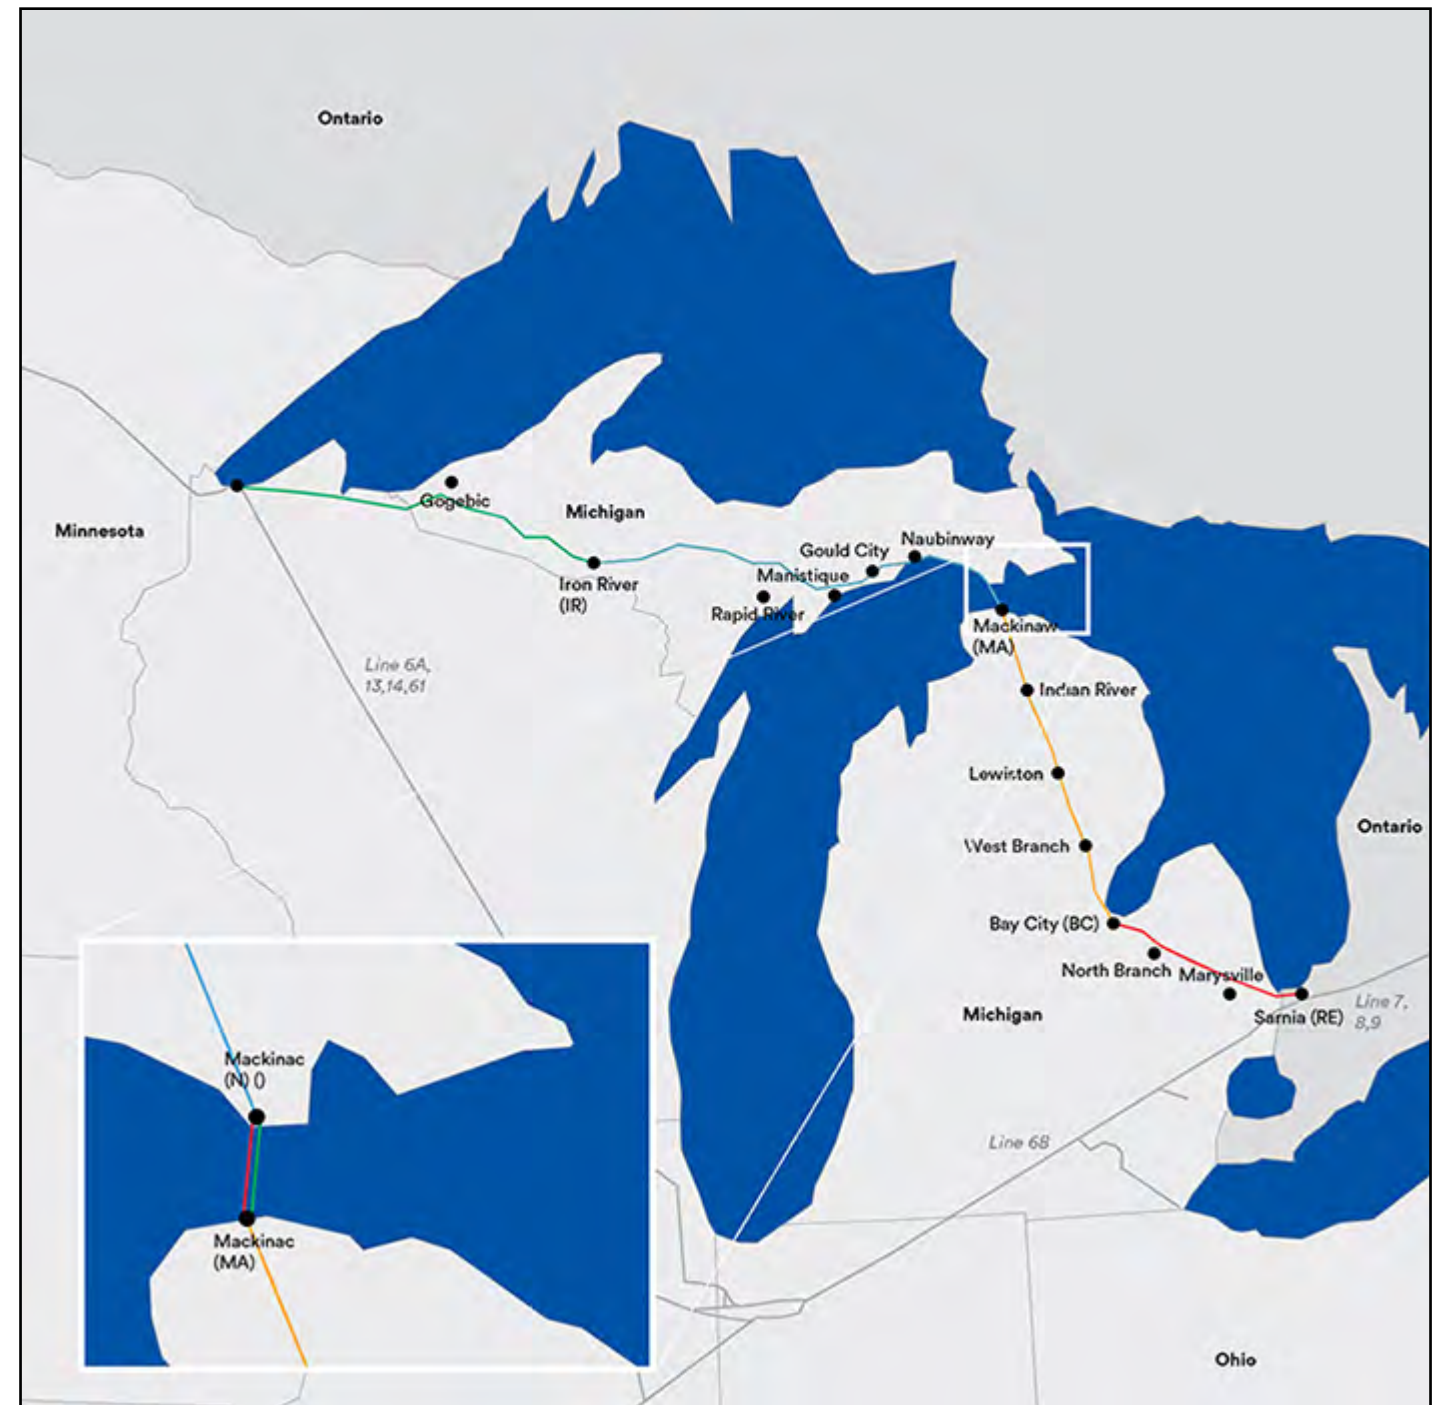 Ontario
Gogebic
Michigan
Minnesota
Naubinway
Gould City
Manistique
Iron River
(IR)
Rapid River
Mackinaw
(MA)
Line 6A,
13,14,61
Indian River
Lewiston
Ontario
West Branch
Bay City (BC)
North Branch
Marysville
Michigan
Sarnia (RE)
Line 7,
8,9
Mackinac
(N) ()
Line 6B
Mackinac
(MA)
Ohio